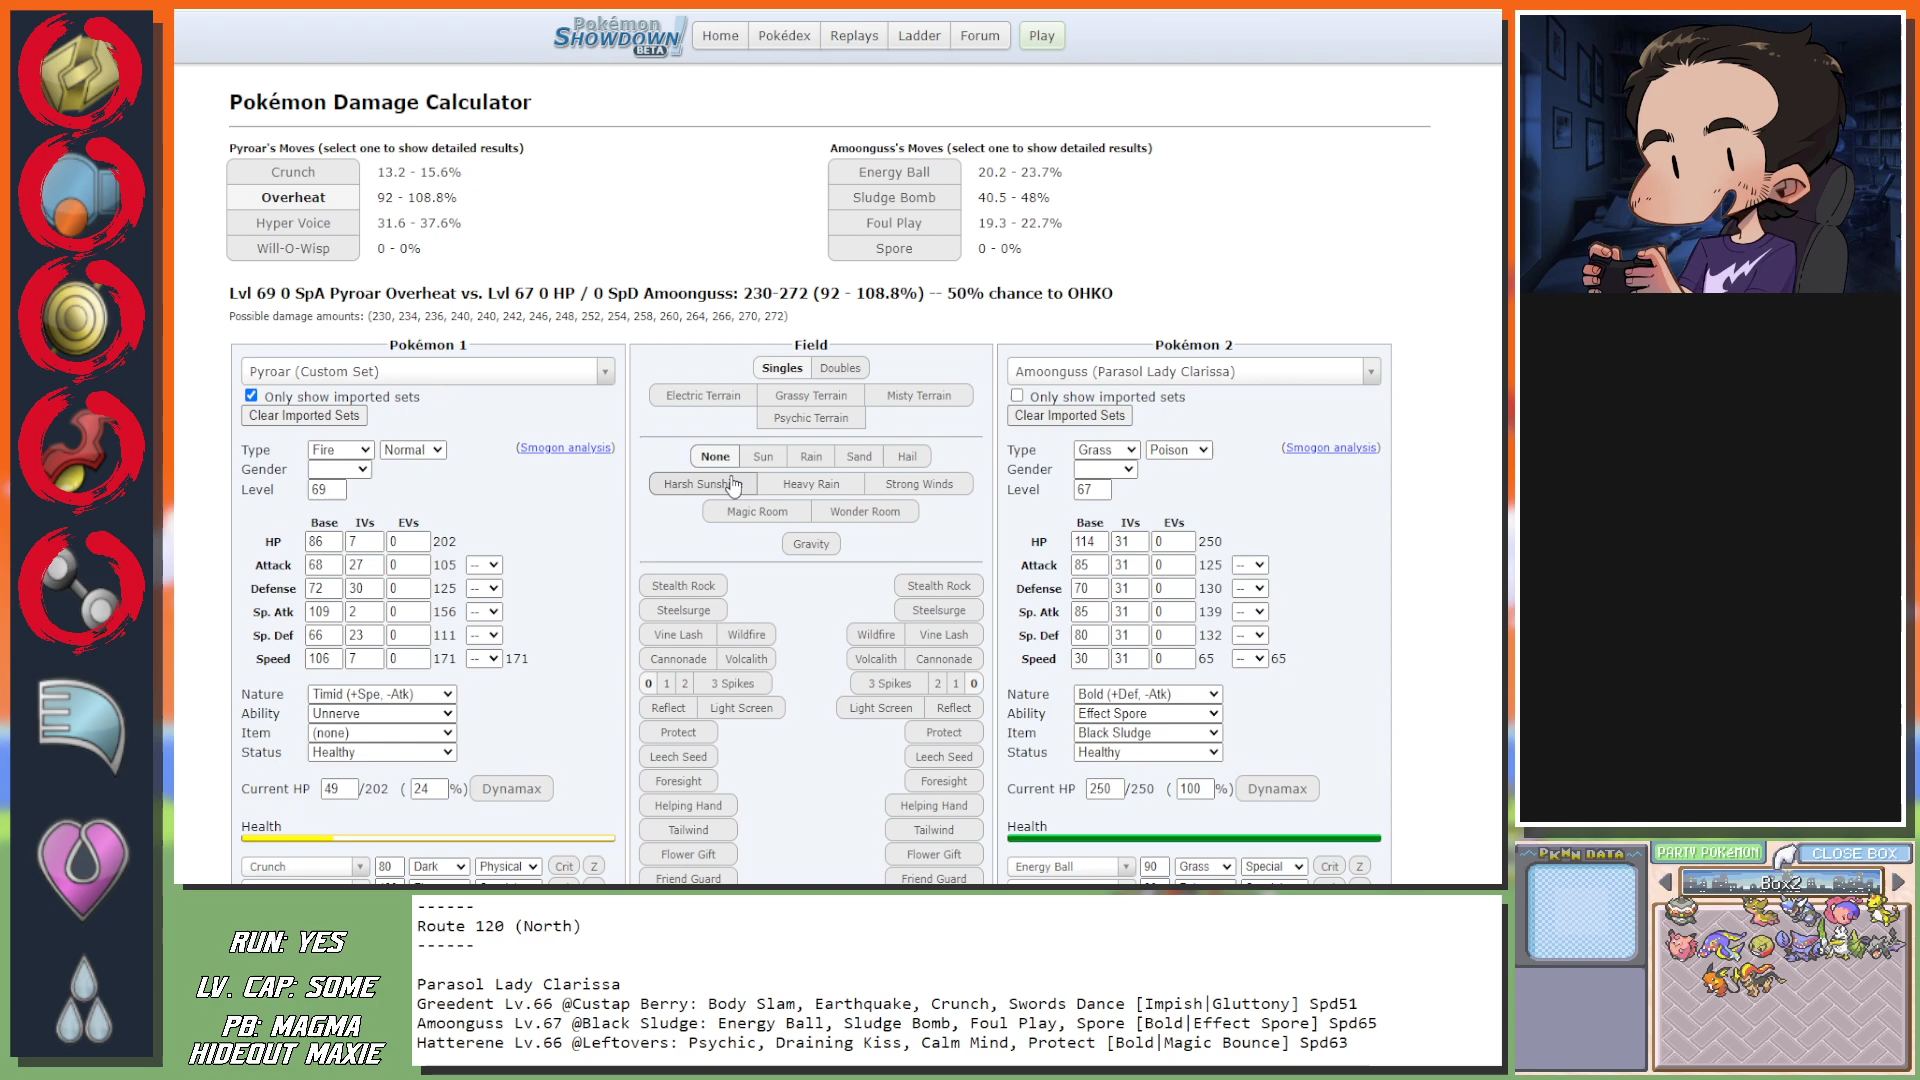 Pokémon
SHOWDOWN
BETA
Home
Pokédex
Replays
Ladder
Forum
Play
Pokémon Damage Calculator
Pyroar's Moves (select one to show detailed results)
Crunch 13.2 - 15.6%
Overheat 92 - 108.8%
Hyper Voice 31.6 - 37.6%
Will-O-Wisp 0 - 0%
Amoonguss's Moves (select one to show detailed results)
Energy Ball 20.2 - 23.7%
Sludge Bomb 40.5 - 48%
Foul Play 19.3 - 22.7%
Spore 0 - 0%
Lvl 69 0 SpA Pyroar Overheat vs. Lvl 67 0 HP / 0 SpD Amoonguss: 230-272 (92 - 108.8%) -- 50% chance to OHKO
Possible damage amounts: (230, 234, 236, 240, 240, 242, 246, 248, 252, 254, 258, 260, 264, 266, 270, 272)
Pokémon 1
Pyroar (Custom Set)
Only show imported sets
Clear Imported Sets
Type Fire Normal (Smogon analysis)
Gender
Level 69
Base IVs EVs
HP 86 7 0 202
Attack 68 27 0 105 --
Defense 72 30 0 125 --
Sp. Atk 109 2 0 156 --
Sp. Def 66 23 0 111 --
Speed 106 7 0 171 -- 171
Nature Timid (+Spe, -Atk)
Ability Unnerve
Item (none)
Status Healthy
Current HP 49 /202 ( 24 %) Dynamax
Health
Crunch 80 Dark Physical Crit Z
Field
Singles Doubles
Electric Terrain Grassy Terrain Misty Terrain
Psychic Terrain
None Sun Rain Sand Hail
Harsh Heavy Rain Strong Winds
Magic Room Wonder Room
Gravity
Stealth Rock Stealth Rock
Steelsurge Steelsurge
Vine Lash Wildfire Wildfire Vine Lash
Cannonade Volcalith Volcalith Cannonade
0 1 2 3 Spikes 3 Spikes 2 1 0
Reflect Light Screen Light Screen Reflect
Protect Protect
Leech Seed Leech Seed
Foresight Foresight
Helping Hand Helping Hand
Tailwind Tailwind
Flower Gift Flower Gift
Friend Guard Friend Guard
Pokémon 2
Amoonguss (Parasol Lady Clarissa)
Only show imported sets
Clear Imported Sets
Type Grass Poison (Smogon analysis)
Gender
Level 67
Base IVs EVs
HP 114 31 0 250
Attack 85 31 0 125 --
Defense 70 31 0 130 --
Sp. Atk 85 31 0 139 --
Sp. Def 80 31 0 132 --
Speed 30 31 0 65 -- 65
Nature Bold (+Def, -Atk)
Ability Effect Spore
Item Black Sludge
Status Healthy
Current HP 250 /250 ( 100 %) Dynamax
Health
Energy Ball 90 Grass Special Crit Z
RUN: YES
LV. CAP: SOME
PB: MAGMA
HIDEOUT MAXIE
------
Route 120 (North)
------
Parasol Lady Clarissa
Greedent Lv.66 @Custap Berry: Body Slam, Earthquake, Crunch, Swords Dance [Impish|Gluttony] Spd51
Amoonguss Lv.67 @Black Sludge: Energy Ball, Sludge Bomb, Foul Play, Spore [Bold|Effect Spore] Spd65
Hatterene Lv.66 @Leftovers: Psychic, Draining Kiss, Calm Mind, Protect [Bold|Magic Bounce] Spd63
PKMN DATA
PARTY POKéMON
CLOSE BOX
Box2